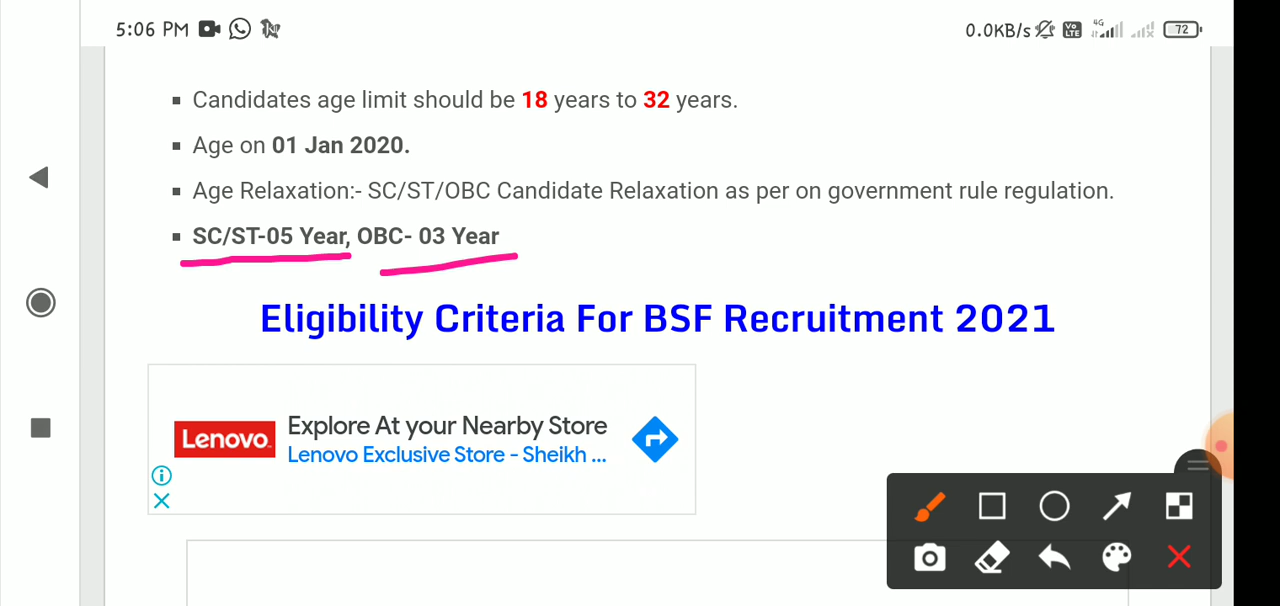 5:06 PM
0.0KB/s Vo LTE 4G 72
Candidates age limit should be 18 years to 32 years.
Age on 01 Jan 2020.
Age Relaxation:- SC/ST/OBC Candidate Relaxation as per on government rule regulation.
SC/ST-05 Year, OBC- 03 Year
Eligibility Criteria For BSF Recruitment 2021
Lenovo
Explore At your Nearby Store
Lenovo Exclusive Store - Sheikh ...